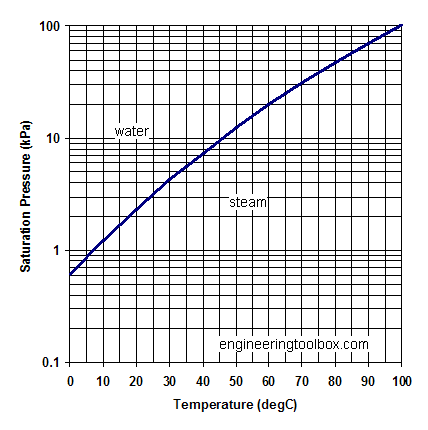 100
10
1
0.1
Saturation Pressure (kPa)
water
steam
engineeringtoolbox.com
0 10 20 30 40 50 60 70 80 90 100
Temperature (degC)